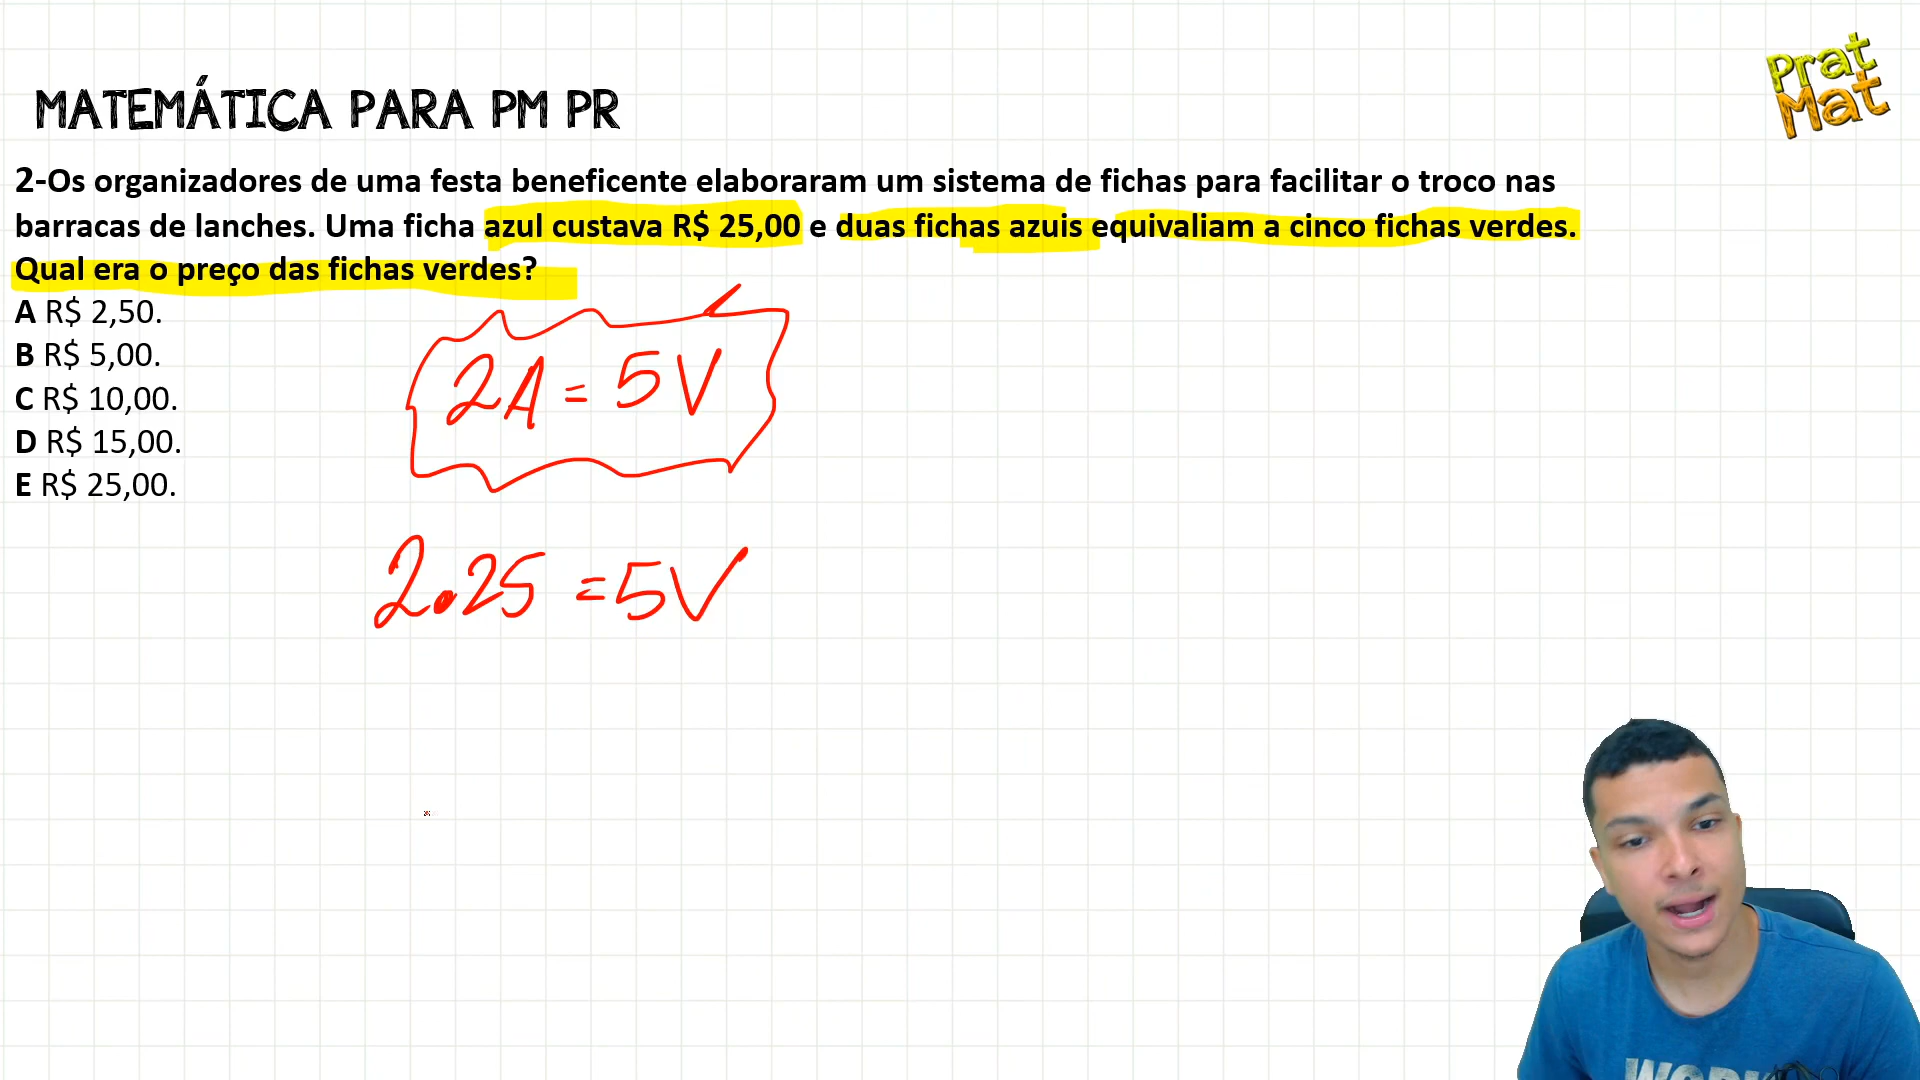 Prat
Mat
MATEMÁTICA PARA PM PR
2-Os organizadores de uma festa beneficente elaboraram um sistema de fichas para facilitar o troco nas
barracas de lanches. Uma ficha azul custava R$ 25,00 e duas fichas azuis equivaliam a cinco fichas verdes.
Qual era o preço das fichas verdes?
A R$ 2,50.
B R$ 5,00.
C R$ 10,00.
D R$ 15,00.
E R$ 25,00.
2A = 5V
2.25 = 5V